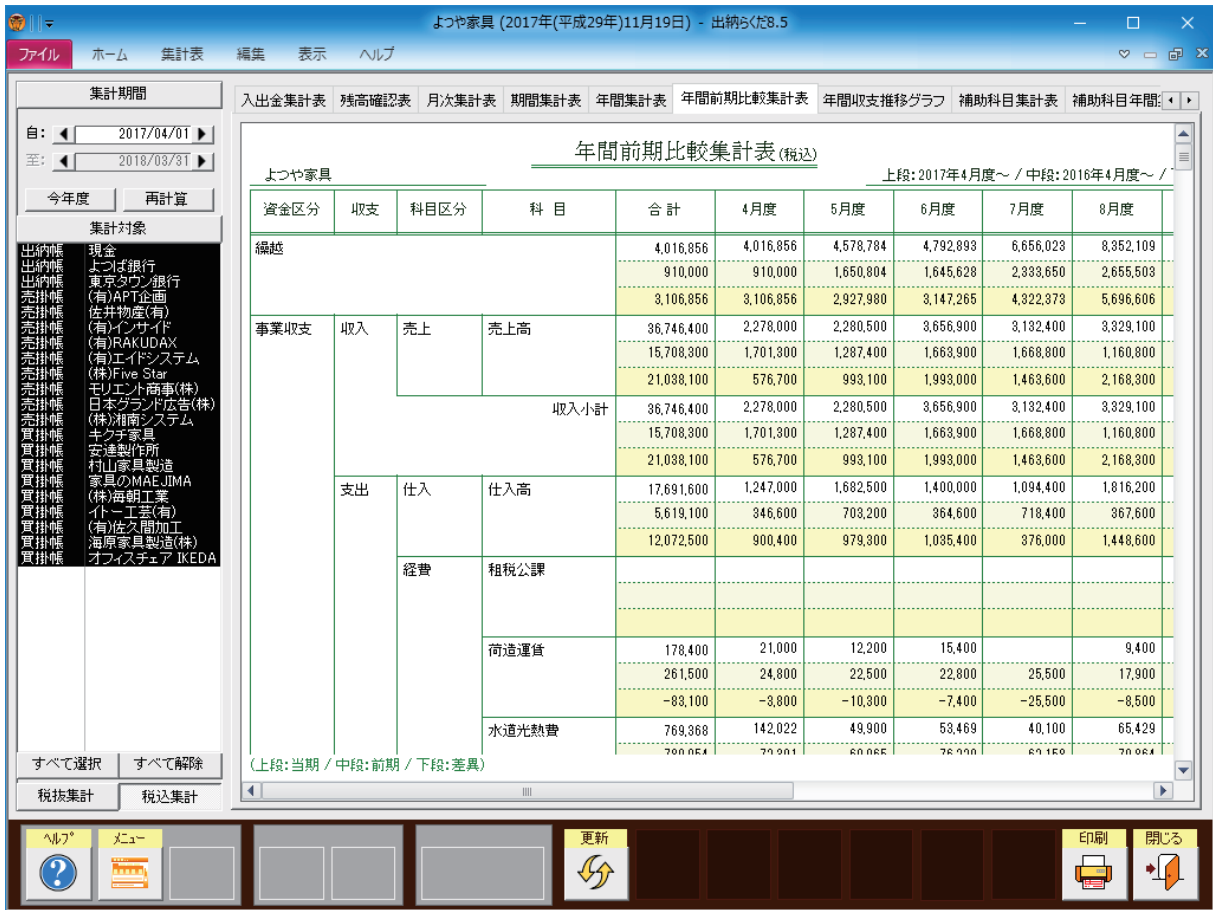 よつや家具 (2017年(平成29年)11月19日) - 出納らくだ8.5
ファイル ホーム 集計表 編集 表示 ヘルプ
集計期間
自: 2017/04/01
至: 2018/03/31
今年度 再計算
集計対象
出納帳 現金
出納帳 よつば銀行
出納帳 東京タウン銀行
売掛帳 (有)APT企画
売掛帳 佐井物産(有)
売掛帳 (有)インサイド
売掛帳 (有)RAKUDAX
売掛帳 (有)エイドシステム
売掛帳 (株)Five Star
売掛帳 モリエント商事(株)
売掛帳 日本グランド広告(株)
売掛帳 (株)湘南システム
買掛帳 キクチ家具
買掛帳 安達製作所
買掛帳 村山家具製造
買掛帳 家具のMAEJIMA
買掛帳 (株)毎朝工業
買掛帳 イトー工芸(有)
買掛帳 (有)佐久間加工
買掛帳 海原家具製造(株)
買掛帳 オフィスチェア IKEDA
すべて選択 すべて解除
税抜集計 税込集計
入出金集計表 残高確認表 月次集計表 期間集計表 年間集計表 年間前期比較集計表 年間収支推移グラフ 補助科目集計表 補助科目年間
年間前期比較集計表(税込)
よつや家具 上段:2017年4月度～ / 中段:2016年4月度～ /
資金区分 収支 科目区分 科 目 合 計 4月度 5月度 6月度 7月度 8月度
繰越 4,016,856 4,016,856 4,578,784 4,792,893 6,656,023 8,352,109
910,000 910,000 1,650,804 1,645,628 2,333,650 2,655,503
3,106,856 3,106,856 2,927,980 3,147,265 4,322,373 5,696,606
事業収支 収入 売上 売上高 36,746,400 2,278,000 2,280,500 3,656,900 3,132,400 3,329,100
15,708,300 1,701,300 1,287,400 1,663,900 1,668,800 1,160,800
21,038,100 576,700 993,100 1,993,000 1,463,600 2,168,300
収入小計 36,746,400 2,278,000 2,280,500 3,656,900 3,132,400 3,329,100
15,708,300 1,701,300 1,287,400 1,663,900 1,668,800 1,160,800
21,038,100 576,700 993,100 1,993,000 1,463,600 2,168,300
支出 仕入 仕入高 17,691,600 1,247,000 1,682,500 1,400,000 1,094,400 1,816,200
5,619,100 346,600 703,200 364,600 718,400 367,600
12,072,500 900,400 979,300 1,035,400 376,000 1,448,600
経費 租税公課
荷造運賃 178,400 21,000 12,200 15,400 9,400
261,500 24,800 22,500 22,800 25,500 17,900
-83,100 -3,800 -10,300 -7,400 -25,500 -8,500
水道光熱費 769,368 142,022 49,900 53,469 40,100 65,429
(上段:当期 / 中段:前期 / 下段:差異)
ヘルプ メニュー 更新 印刷 閉じる